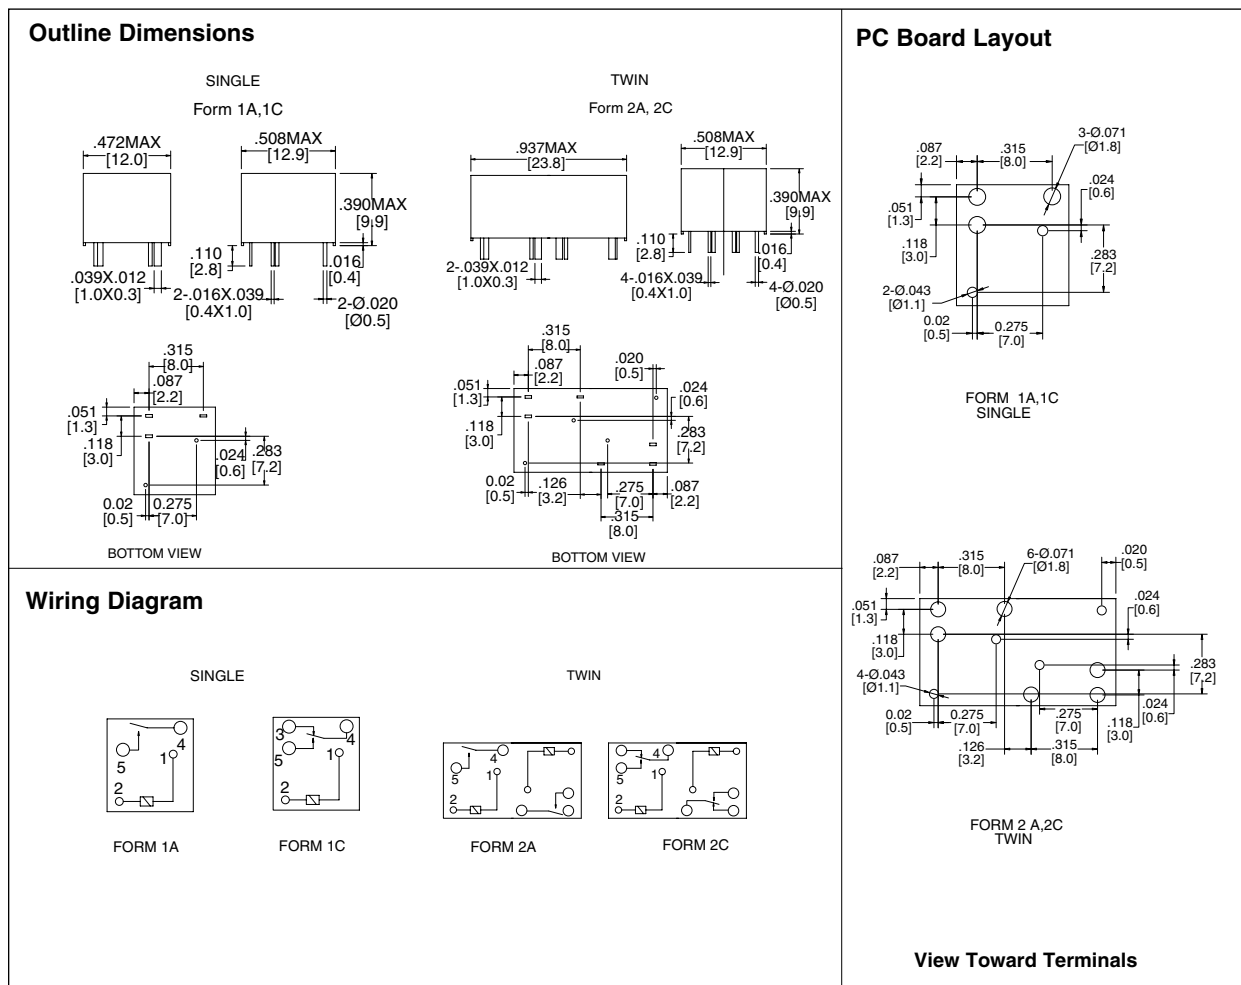 Outline Dimensions
SINGLE
Form 1A,1C
.472MAX
[12.0]
.508MAX
[12.9]
.390MAX
[9.9]
.110
[2.8]
.016
[0.4]
.039X.012
[1.0X0.3]
2-.016X.039
[0.4X1.0]
2-Ø.020
[Ø0.5]
.315
[8.0]
.087
[2.2]
.051
[1.3]
.118
[3.0]
.024
[0.6]
.283
[7.2]
0.02
[0.5]
0.275
[7.0]
BOTTOM VIEW
TWIN
Form 2A, 2C
.937MAX
[23.8]
.508MAX
[12.9]
.390MAX
[9.9]
.110
[2.8]
.016
[0.4]
2-.039X.012
[1.0X0.3]
4-.016X.039
[0.4X1.0]
4-Ø.020
[Ø0.5]
.315
[8.0]
.087
[2.2]
.020
[0.5]
.051
[1.3]
.024
[0.6]
.118
[3.0]
.283
[7.2]
0.02
[0.5]
.126
[3.2]
.275
[7.0]
.087
[2.2]
.315
[8.0]
BOTTOM VIEW
Wiring Diagram
SINGLE
TWIN
4
5
1
2
3
4
5
1
2
4
5
1
2
4
5
1
2
FORM 1A
FORM 1C
FORM 2A
FORM 2C
PC Board Layout
3-Ø.071
[Ø1.8]
.087
[2.2]
.315
[8.0]
.024
[0.6]
.051
[1.3]
.118
[3.0]
.283
[7.2]
2-Ø.043
[Ø1.1]
0.02
[0.5]
0.275
[7.0]
FORM 1A,1C
SINGLE
.087
[2.2]
.315
[8.0]
6-Ø.071
[Ø1.8]
.020
[0.5]
.051
[1.3]
.024
[0.6]
.118
[3.0]
.283
[7.2]
4-Ø.043
[Ø1.1]
0.02
[0.5]
0.275
[7.0]
.275
[7.0]
.118
[3.0]
.024
[0.6]
.126
[3.2]
.315
[8.0]
FORM 2 A,2C
TWIN
View Toward Terminals